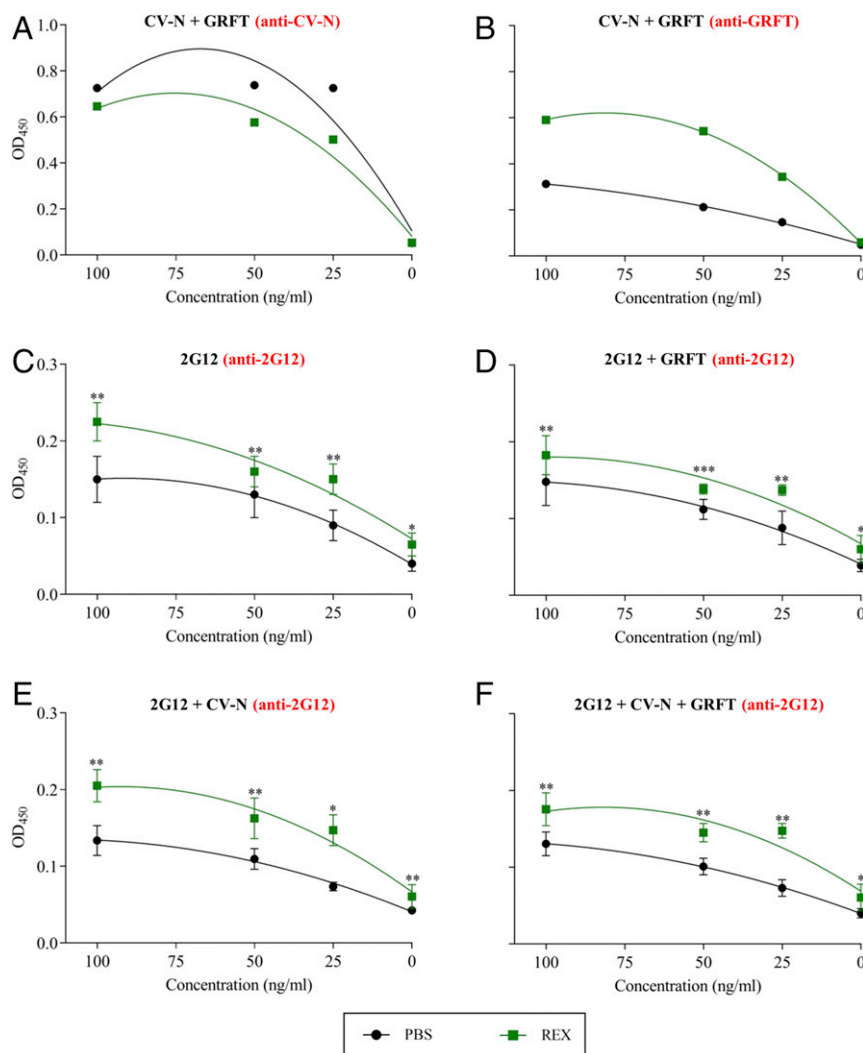 A
CV-N + GRFT (anti-CV-N)
OD450
1.0
0.8
0.6
0.4
0.2
0.0
100
75
50
25
0
Concentration (ng/ml)
B
CV-N + GRFT (anti-GRFT)
100
75
50
25
0
Concentration (ng/ml)
C
2G12 (anti-2G12)
OD450
0.3
0.2
0.1
0.0
**
**
**
*
100
75
50
25
0
Concentration (ng/ml)
D
2G12 + GRFT (anti-2G12)
**
***
**
*
100
75
50
25
0
Concentration (ng/ml)
E
2G12 + CV-N (anti-2G12)
OD450
0.3
0.2
0.1
0.0
**
**
*
**
100
75
50
25
0
Concentration (ng/ml)
F
2G12 + CV-N + GRFT (anti-2G12)
**
**
**
*
100
75
50
25
0
Concentration (ng/ml)
PBS
REX